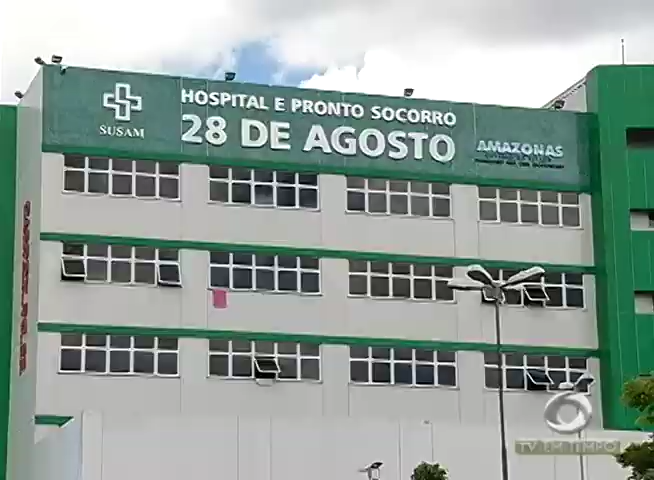 SUSAM
HOSPITAL E PRONTO SOCORRO
28 DE AGOSTO
AMAZONAS
TV EM TEMPO